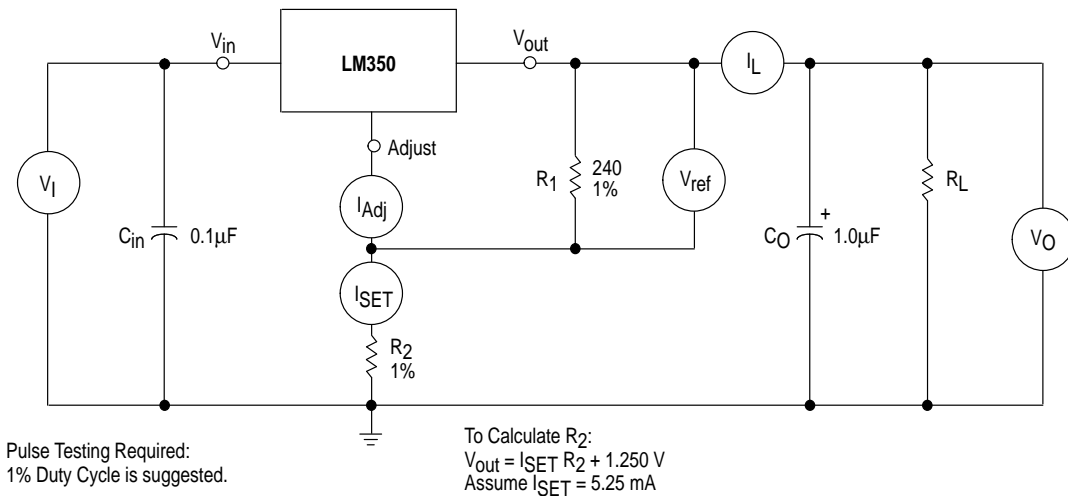 Vin
LM350
Vout
IL
Adjust
VI
Cin
0.1μF
IAdj
R1
240
1%
Vref
RL
CO
+
1.0μF
VO
ISET
R2
1%
Pulse Testing Required:
1% Duty Cycle is suggested.
To Calculate R2:
Vout = ISET R2 + 1.250 V
Assume ISET = 5.25 mA